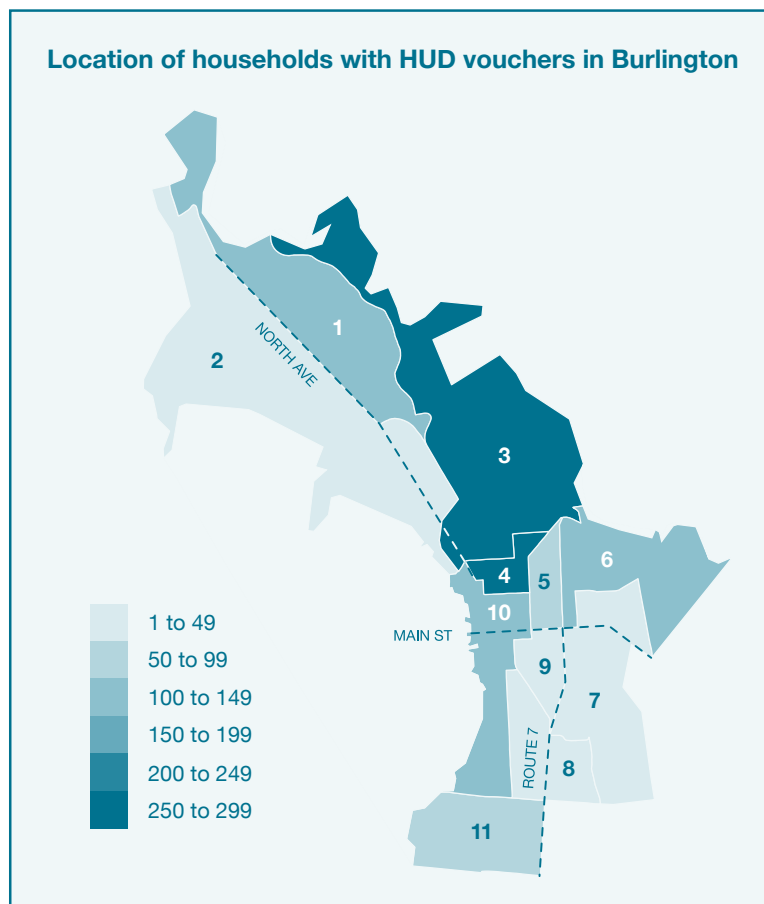 Location of households with HUD vouchers in Burlington
1
NORTH AVE
2
3
4
5
6
10
MAIN ST
9
7
ROUTE 7
8
11
1 to 49
50 to 99
100 to 149
150 to 199
200 to 249
250 to 299